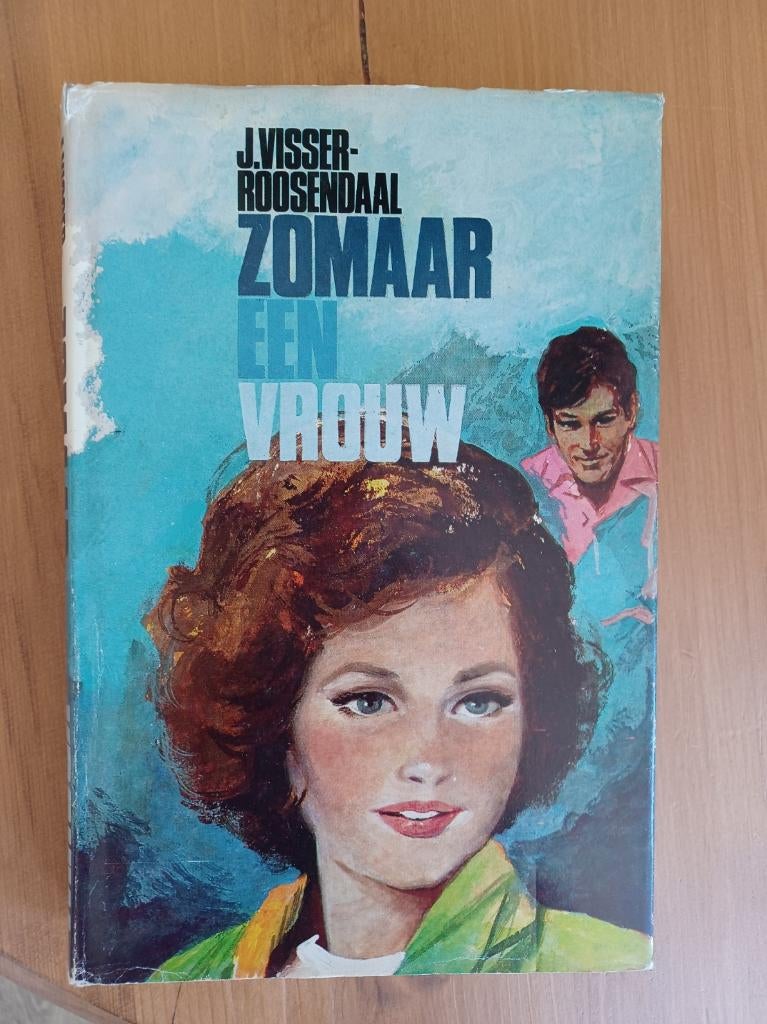 J.VISSER-
ROOSENDAAL
ZOMAAR
EEN
VROUW